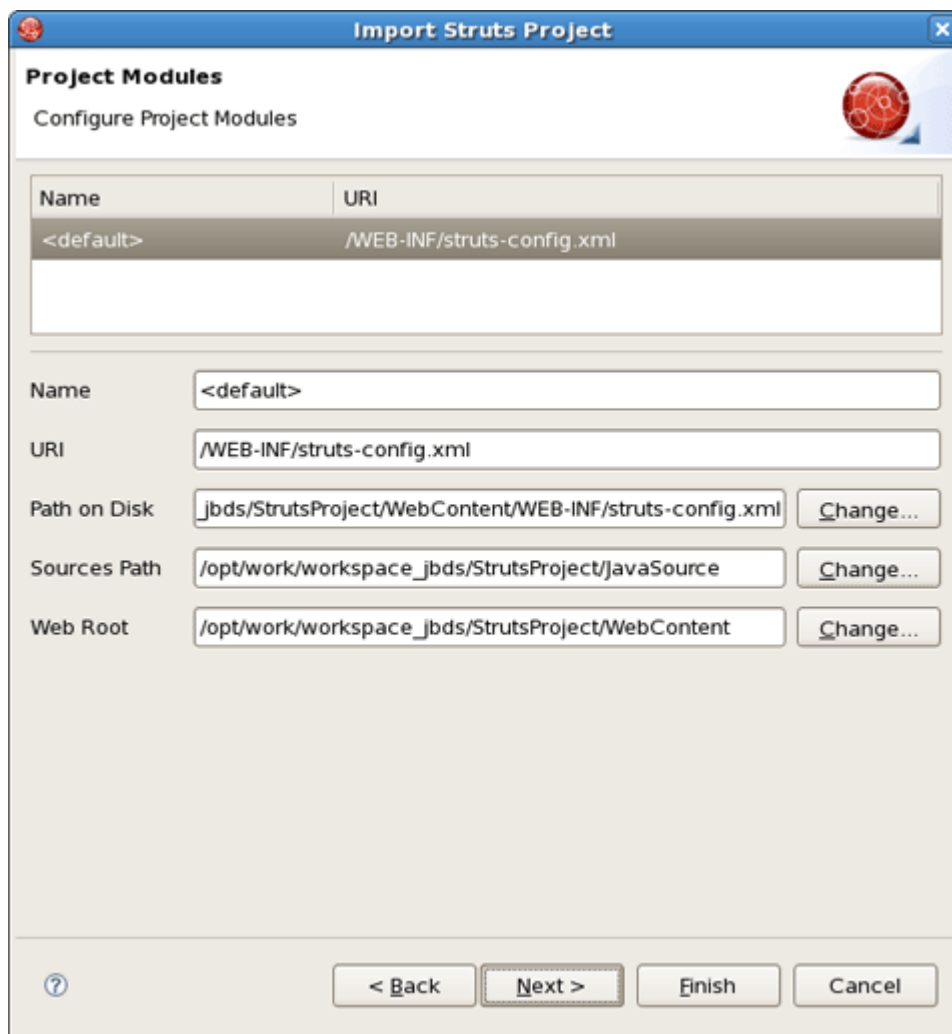 Import Struts Project
Project Modules
Configure Project Modules
Name URI
<default> /WEB-INF/struts-config.xml
Name <default>
URI /WEB-INF/struts-config.xml
Path on Disk _jbds/StrutsProject/WebContent/WEB-INF/struts-config.xml Change...
Sources Path /opt/work/workspace_jbds/StrutsProject/JavaSource Change...
Web Root /opt/work/workspace_jbds/StrutsProject/WebContent Change...
? < Back Next > Finish Cancel